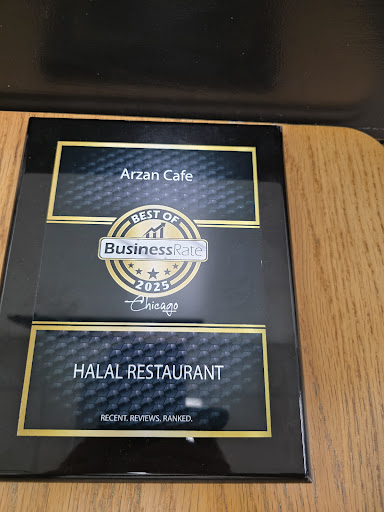 Arzan Cafe
BEST OF
BusinessRate
2025
Chicago
HALAL RESTAURANT
RECENT. REVIEWS. RANKED.